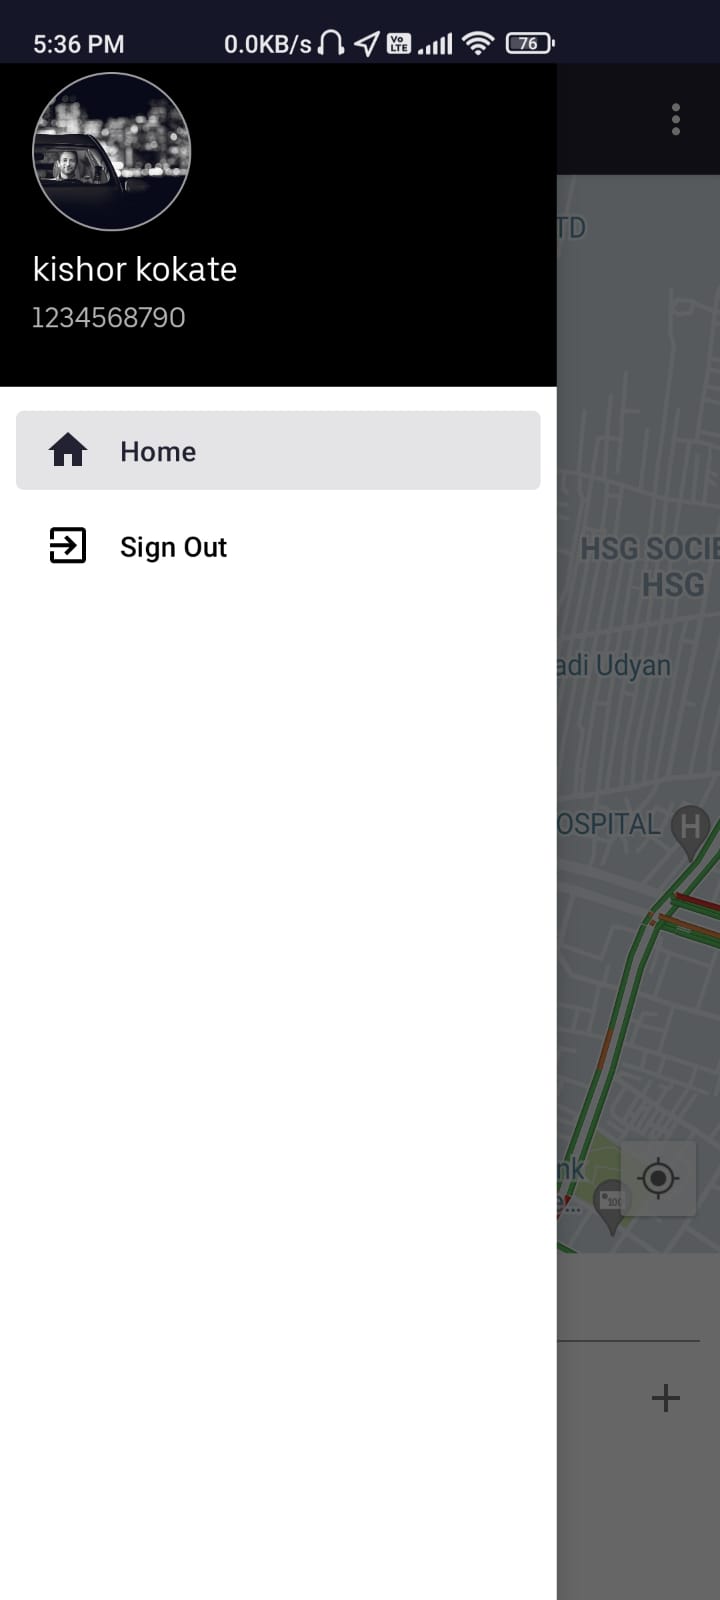 5:36 PM 0.0KB/s Vo LTE 76
kishor kokate
1234568790
Home
Sign Out
TD
HSG SOCIE
HSG
adi Udyan
OSPITAL H
nk
e...
100